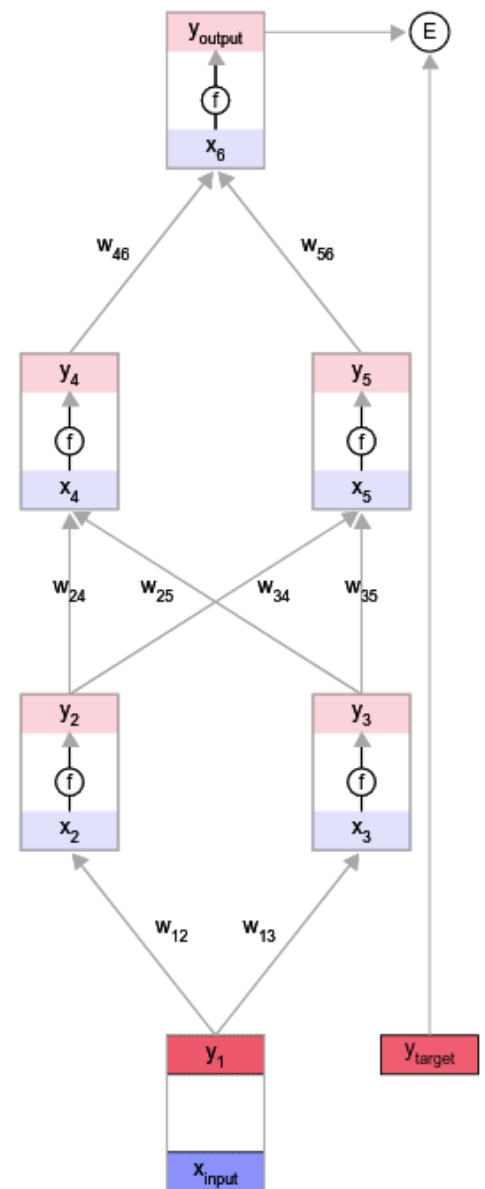 y_output E
f
x_6
w_46 w_56
y_4 y_5
f f
x_4 x_5
w_24 w_25 w_34 w_35
y_2 y_3
f f
x_2 x_3
w_12 w_13
y_1 y_target
x_input